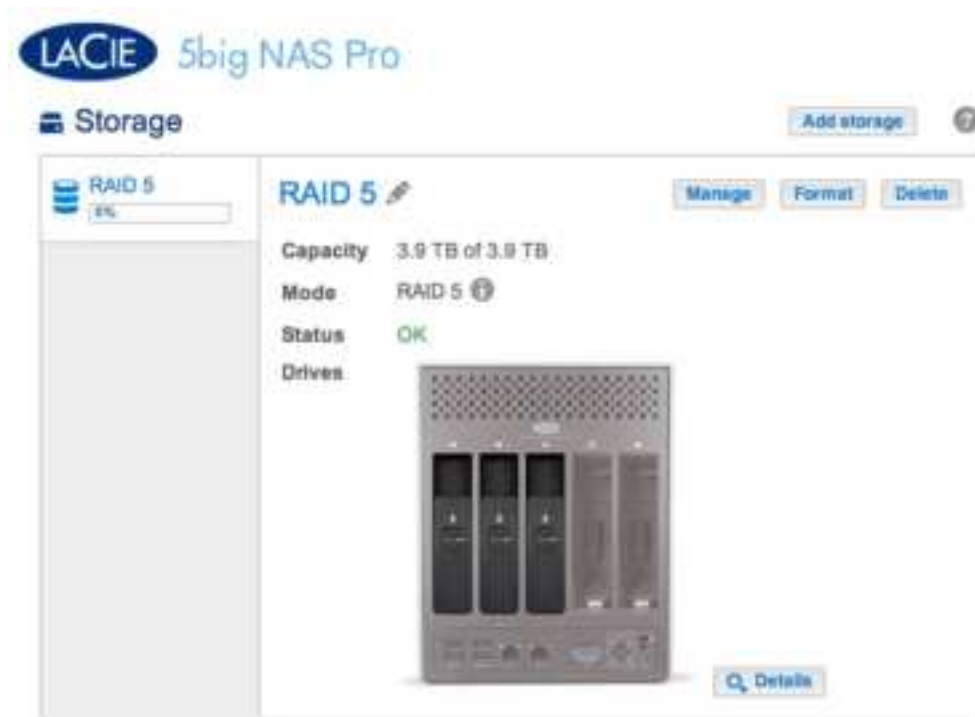 LACIE 5big NAS Pro
Storage
Add storage
RAID 5
RAID 5
Manage
Format
Delete
Capacity 3.9 TB of 3.9 TB
Mode RAID 5
Status OK
Drives
Details